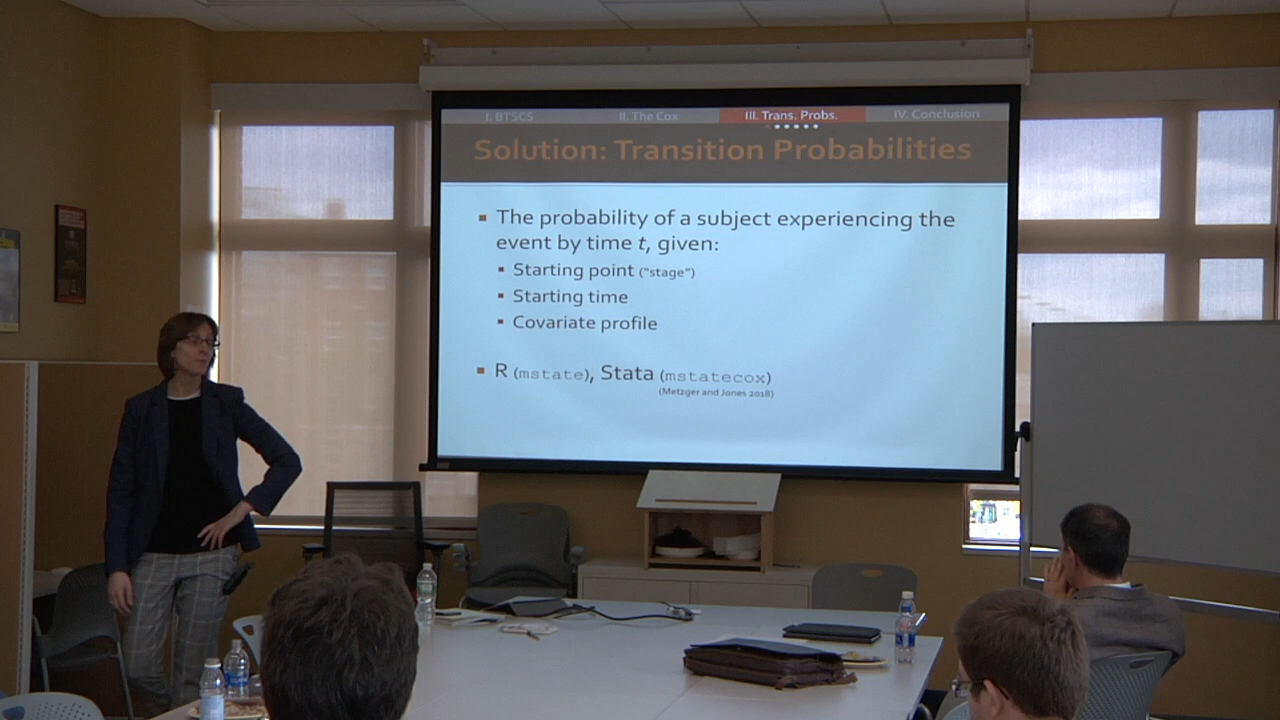 I. BTSCS II. The Cox III. Trans. Probs. IV. Conclusion
Solution: Transition Probabilities
▪ The probability of a subject experiencing the
event by time t, given:
▪ Starting point (“stage”)
▪ Starting time
▪ Covariate profile
▪ R (mstate), Stata (mstatecox)
(Metzger and Jones 2018)